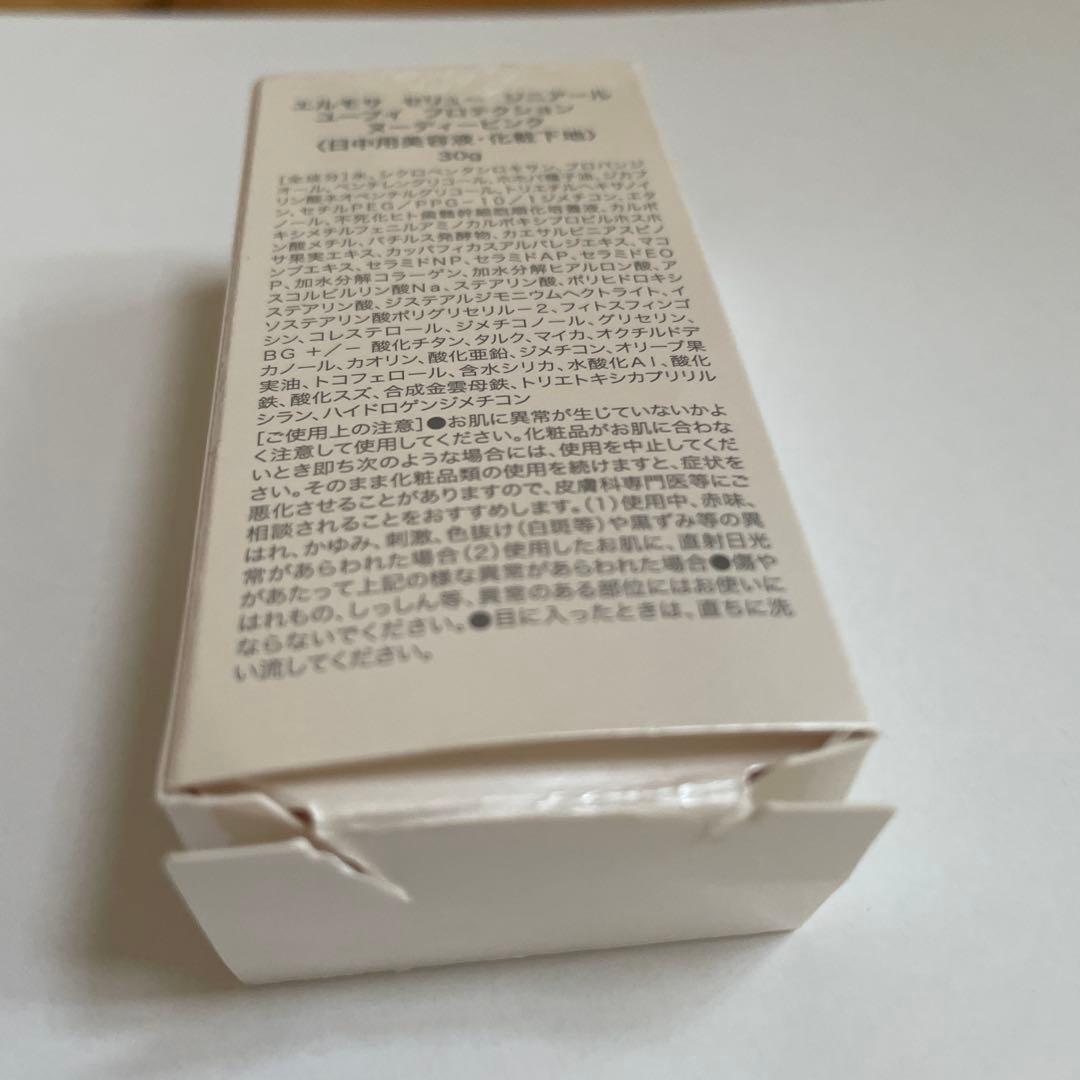 エルモサ セリュー ジニアール
ユーフィ プロテクション
ヌーディーピンク
〈日中用美容液・化粧下地〉
30g
[全成分]水、シクロペンタシロキサン、プロパンジ
オール、ペンチレングリコール、ホホバ種子油、ジカプ
リン酸ネオペンチルグリコール、トリエチルヘキサノイ
ン、セチルPEG/PPG-10/1ジメチコン、エタ
ノール、不死化ヒト歯髄幹細胞順化培養液、カルボ
キシメチルフェニルアミノカルボキシプロピルホスホ
ン酸メチル、バチルス発酵物、カエサルピニアスピノ
サ果実エキス、カッパフィカスアルバレジエキス、マコ
ンブエキス、セラミドNP、セラミドAP、セラミドEO
P、加水分解コラーゲン、加水分解ヒアルロン酸、ア
スコルビルリン酸Na、ステアリン酸、ポリヒドロキシ
ステアリン酸、ジステアルジモニウムヘクトライト、イ
ソステアリン酸ポリグリセリル-2、フィトスフィンゴ
シン、コレステロール、ジメチコノール、グリセリン、
BG +/- 酸化チタン、タルク、マイカ、オクチルドデ
カノール、カオリン、酸化亜鉛、ジメチコン、オリーブ果
実油、トコフェロール、含水シリカ、水酸化Al、酸化
鉄、酸化スズ、合成金雲母鉄、トリエトキシカプリリル
シラン、ハイドロゲンジメチコン
[ご使用上の注意]●お肌に異常が生じていないかよ
く注意して使用してください。化粧品がお肌に合わな
いとき即ち次のような場合には、使用を中止してくだ
さい。そのまま化粧品類の使用を続けますと、症状を
悪化させることがありますので、皮膚科専門医等にご
相談されることをおすすめします。(1)使用中、赤味、
はれ、かゆみ、刺激、色抜け(白斑等)や黒ずみ等の異
常があらわれた場合(2)使用したお肌に、直射日光
があたって上記の様な異常があらわれた場合●傷や
はれもの、しっしん等、異常のある部位にはお使いに
ならないでください。●目に入ったときは、直ちに洗
い流してください。